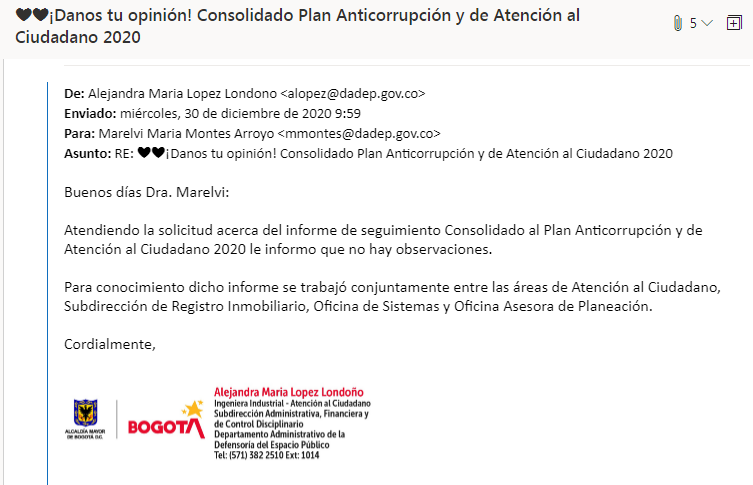 🖤🖤¡Danos tu opinión! Consolidado Plan Anticorrupción y de Atención al
Ciudadano 2020
5
De: Alejandra Maria Lopez Londono <alopez@dadep.gov.co>
Enviado: miércoles, 30 de diciembre de 2020 9:59
Para: Marelvi Maria Montes Arroyo <mmontes@dadep.gov.co>
Asunto: RE: 🖤🖤¡Danos tu opinión! Consolidado Plan Anticorrupción y de Atención al Ciudadano 2020
Buenos días Dra. Marelvi:
Atendiendo la solicitud acerca del informe de seguimiento Consolidado al Plan Anticorrupción y de
Atención al Ciudadano 2020 le informo que no hay observaciones.
Para conocimiento dicho informe se trabajó conjuntamente entre las áreas de Atención al Ciudadano,
Subdirección de Registro Inmobiliario, Oficina de Sistemas y Oficina Asesora de Planeación.
Cordialmente,
ALCALDÍA MAYOR
DE BOGOTÁ D.C.
BOGOTÁ
Alejandra Maria Lopez Londoño
Ingeniera Industrial - Atención al Ciudadano
Subdirección Administrativa, Financiera y
de Control Disciplinario
Departamento Administrativo de la
Defensoría del Espacio Público
Tel: (571) 382 2510 Ext: 1014